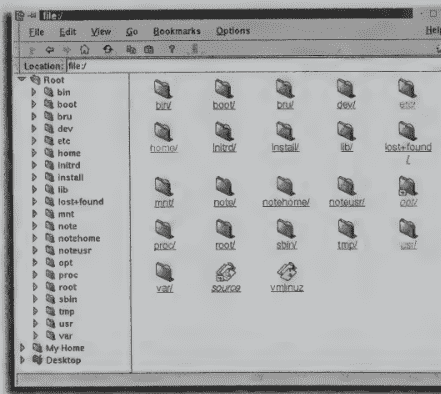 file:/
File Edit View Go Bookmarks Options Help
Location: file:/
Root
bin
boot
bru
dev
etc
home
initrd
install
lib
lost+found
mnt
note
notehome
noteusr
opt
proc
root
sbin
tmp
usr
var
My Home
Desktop
bin/ boot/ bru/ dev/ etc/
home/ initrd/ install/ lib/ lost+found
/
mnt/ note/ notehome/ noteusr/ opt/
proc/ root/ sbin/ tmp/ usr/
var/ source vmlinuz